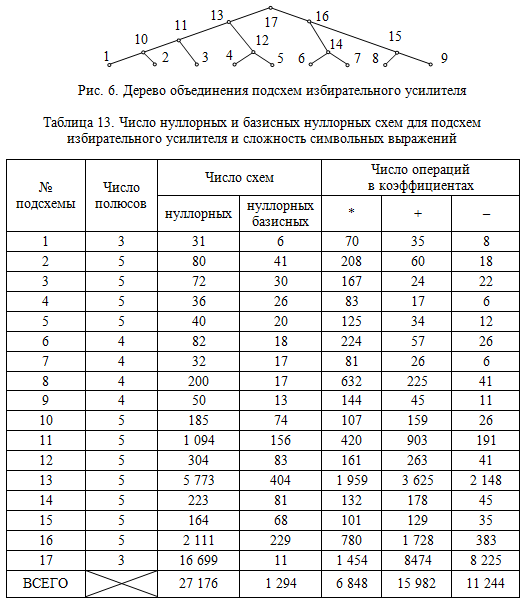 17
16
13
11
10
12
14
15
1
2
3
4
5
6
7
8
9
Рис. 6. Дерево объединения подсхем избирательного усилителя
Таблица 13. Число нуллорных и базисных нуллорных схем для подсхем
избирательного усилителя и сложность символьных выражений
№ подсхемы | Число полюсов | Число схем | Число операций в коэффициентах
нуллорных | нуллорных базисных | * | + | –
1 | 3 | 31 | 6 | 70 | 35 | 8
2 | 5 | 80 | 41 | 208 | 60 | 18
3 | 5 | 72 | 30 | 167 | 24 | 22
4 | 5 | 36 | 26 | 83 | 17 | 6
5 | 5 | 40 | 20 | 125 | 34 | 12
6 | 4 | 82 | 18 | 224 | 57 | 26
7 | 4 | 32 | 17 | 81 | 26 | 6
8 | 4 | 200 | 17 | 632 | 225 | 41
9 | 4 | 50 | 13 | 144 | 45 | 11
10 | 5 | 185 | 74 | 107 | 159 | 26
11 | 5 | 1 094 | 156 | 420 | 903 | 191
12 | 5 | 304 | 83 | 161 | 263 | 41
13 | 5 | 5 773 | 404 | 1 959 | 3 625 | 2 148
14 | 5 | 223 | 81 | 132 | 178 | 45
15 | 5 | 164 | 68 | 101 | 129 | 35
16 | 5 | 2 111 | 229 | 780 | 1 728 | 383
17 | 3 | 16 699 | 11 | 1 454 | 8474 | 8 225
ВСЕГО | 27 176 | 1 294 | 6 848 | 15 982 | 11 244